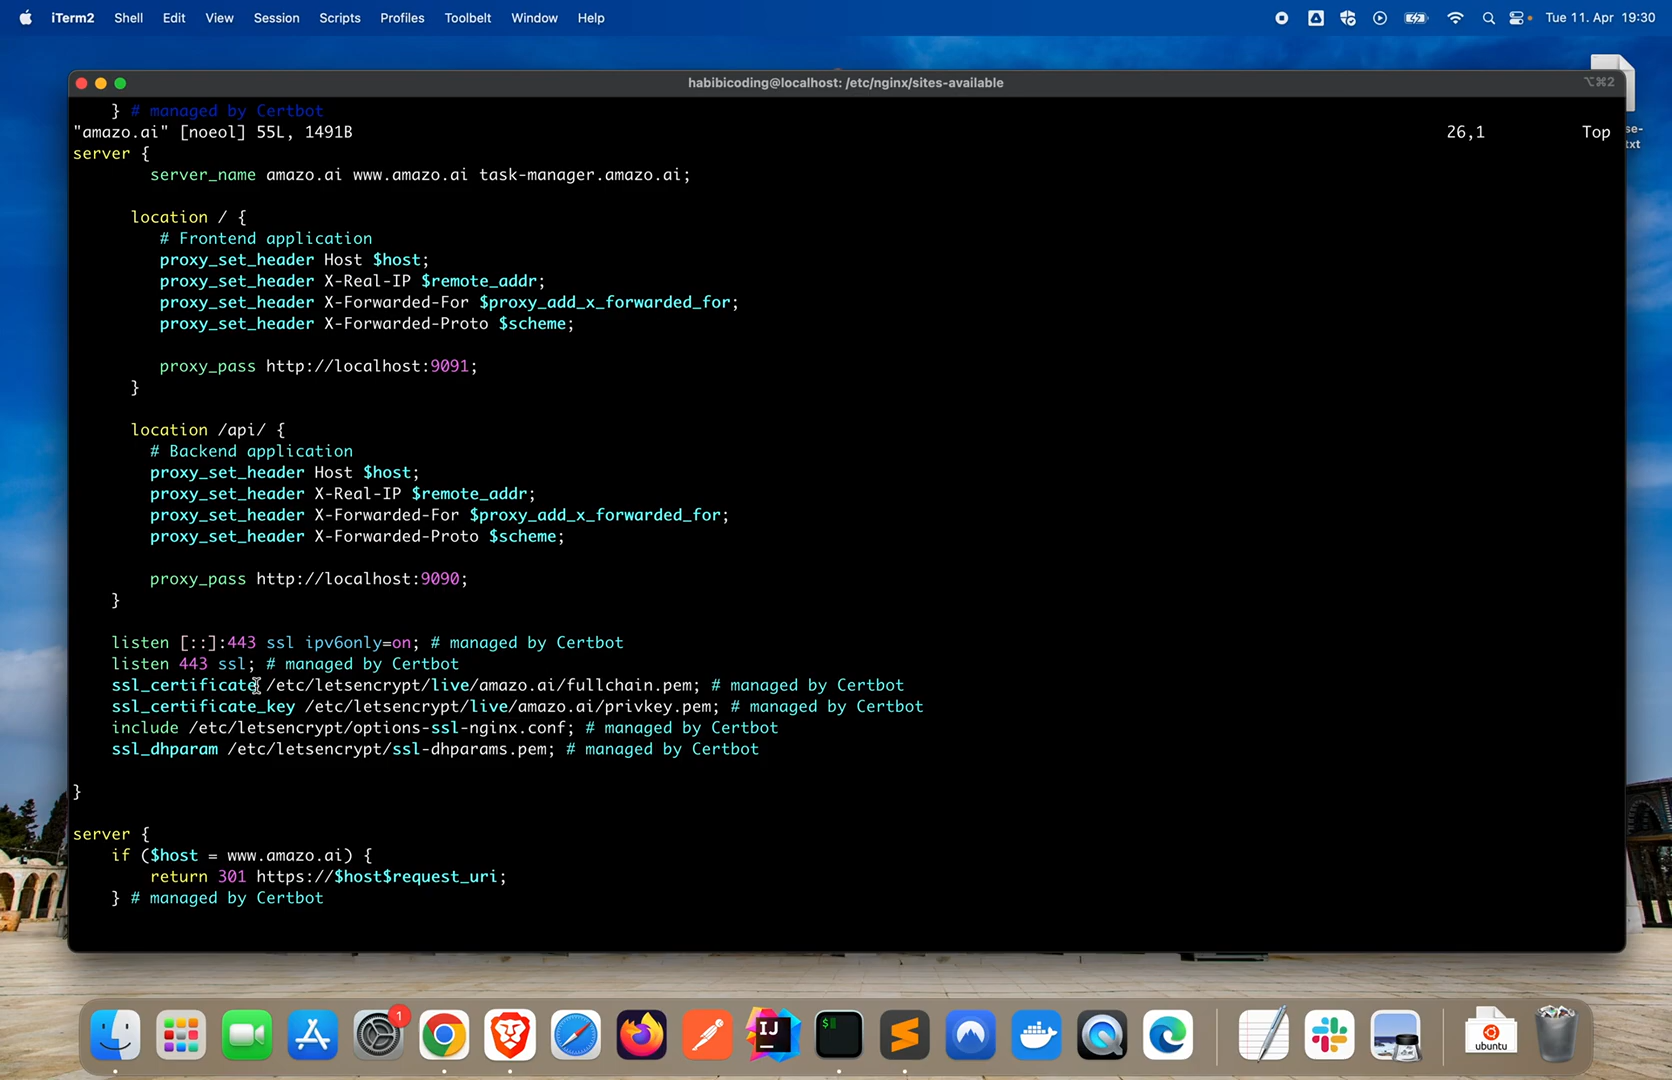 iTerm2 Shell Edit View Session Scripts Profiles Toolbelt Window Help Tue 11. Apr 19:30
habibicoding@localhost: /etc/nginx/sites-available ⌥⌘2
} # managed by Certbot
"amazo.ai" [noeol] 55L, 1491B 26,1 Top
server {
server_name amazo.ai www.amazo.ai task-manager.amazo.ai;
location / {
# Frontend application
proxy_set_header Host $host;
proxy_set_header X-Real-IP $remote_addr;
proxy_set_header X-Forwarded-For $proxy_add_x_forwarded_for;
proxy_set_header X-Forwarded-Proto $scheme;
proxy_pass http://localhost:9091;
}
location /api/ {
# Backend application
proxy_set_header Host $host;
proxy_set_header X-Real-IP $remote_addr;
proxy_set_header X-Forwarded-For $proxy_add_x_forwarded_for;
proxy_set_header X-Forwarded-Proto $scheme;
proxy_pass http://localhost:9090;
}
listen [::]:443 ssl ipv6only=on; # managed by Certbot
listen 443 ssl; # managed by Certbot
ssl_certificate /etc/letsencrypt/live/amazo.ai/fullchain.pem; # managed by Certbot
ssl_certificate_key /etc/letsencrypt/live/amazo.ai/privkey.pem; # managed by Certbot
include /etc/letsencrypt/options-ssl-nginx.conf; # managed by Certbot
ssl_dhparam /etc/letsencrypt/ssl-dhparams.pem; # managed by Certbot
}
server {
if ($host = www.amazo.ai) {
return 301 https://$host$request_uri;
} # managed by Certbot
se-
txt
1
IJ
$
ubuntu